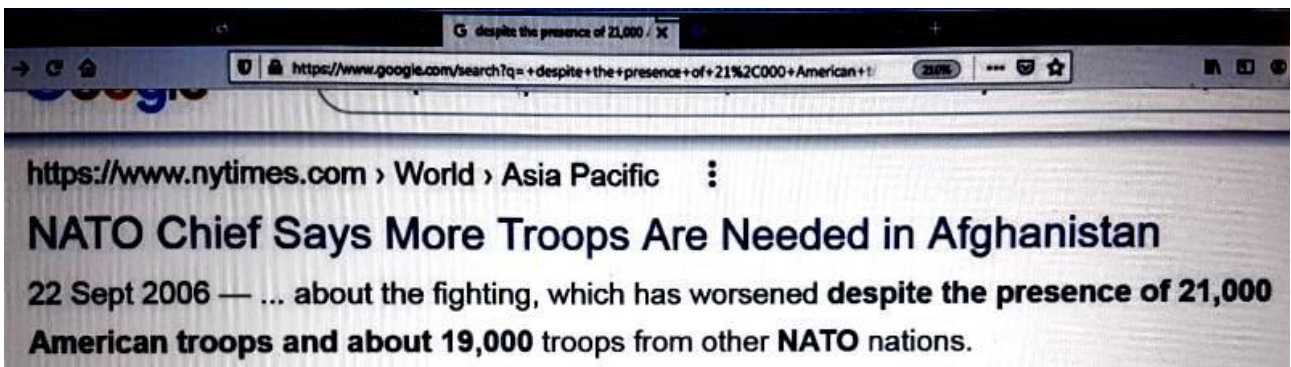 G despite the presence of 21,000
https://www.google.com/search?q=+despite+the+presence+of+21%2C000+American+t
210%
https://www.nytimes.com › World › Asia Pacific
NATO Chief Says More Troops Are Needed in Afghanistan
22 Sept 2006 — ... about the fighting, which has worsened despite the presence of 21,000
American troops and about 19,000 troops from other NATO nations.